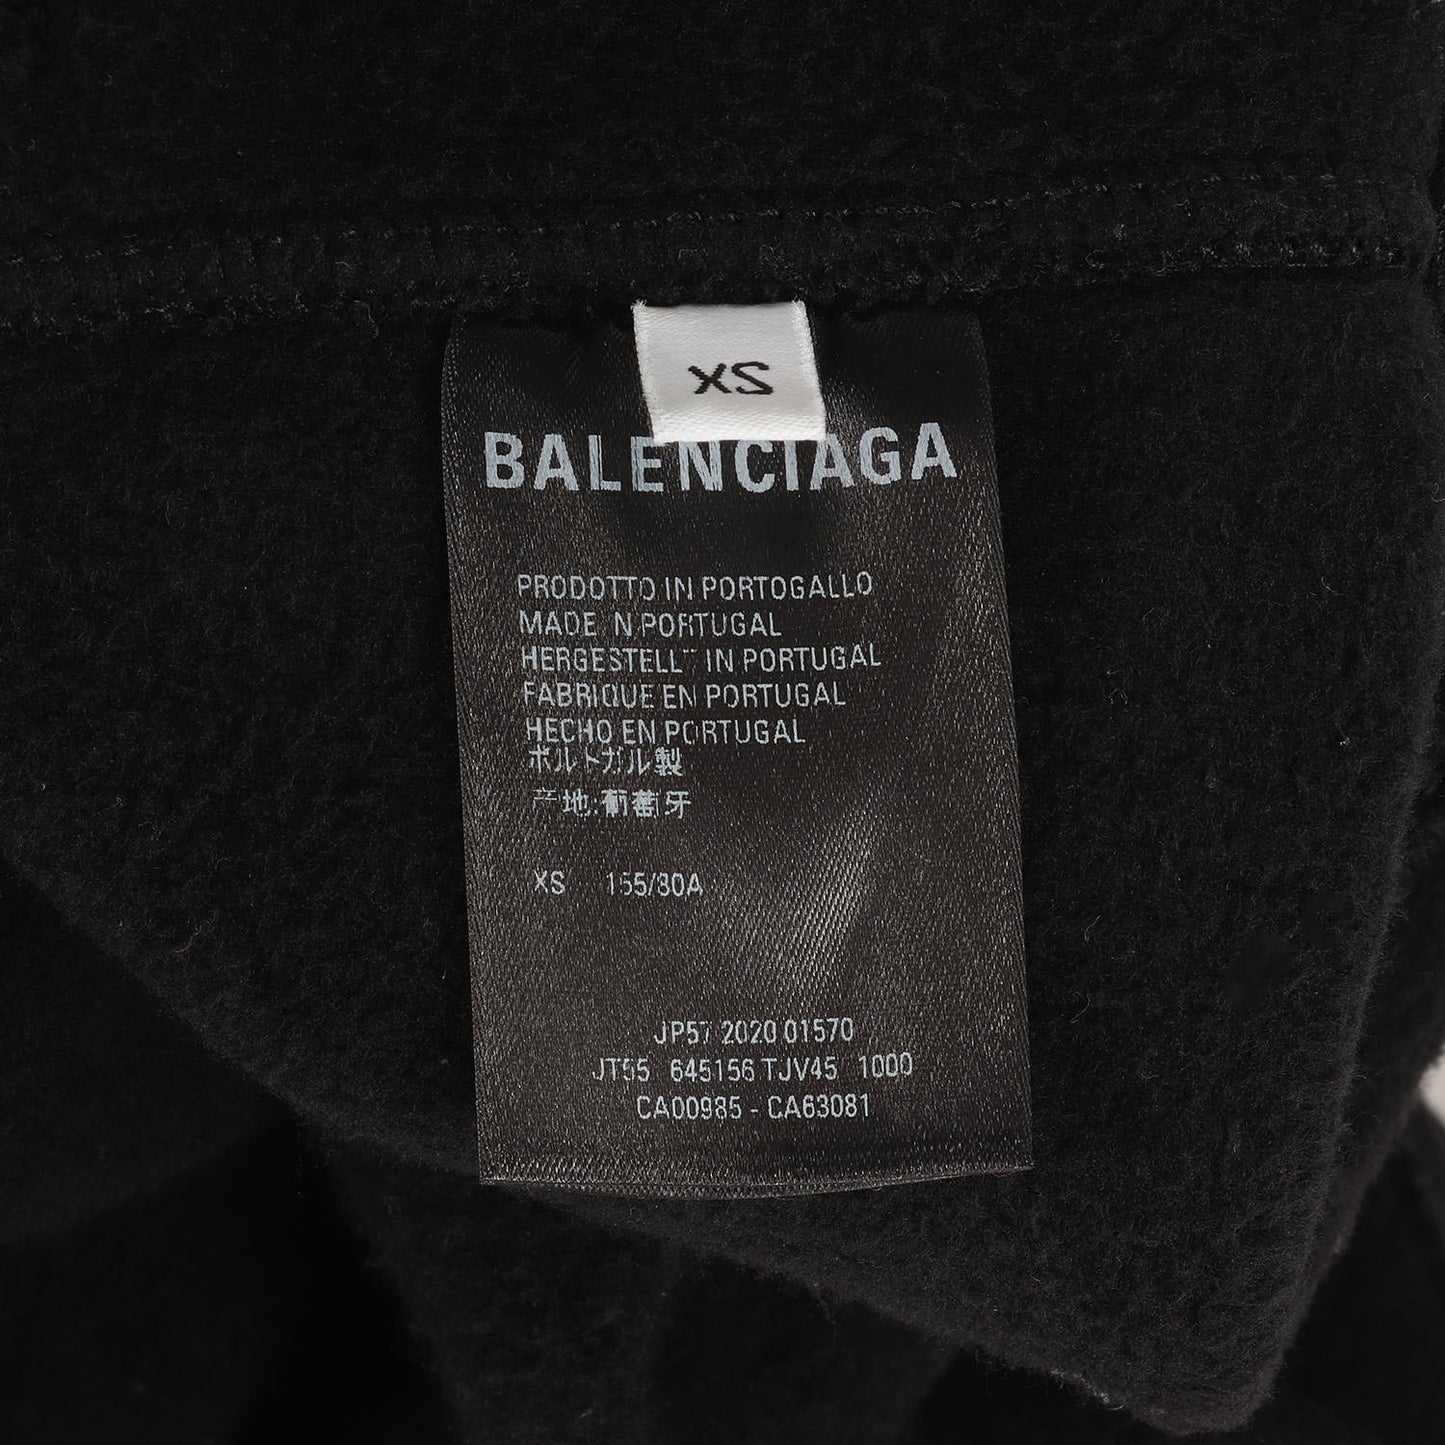 XS
BALENCIAGA
PRODOTTO IN PORTOGALLO
MADE IN PORTUGAL
HERGESTELLT IN PORTUGAL
FABRIQUE EN PORTUGAL
HECHO EN PORTUGAL
ポルトガル製
产地:葡萄牙
XS 155/80A
JP57 2020 01570
JT55 645156 TJV45 1000
CA00985 - CA63081